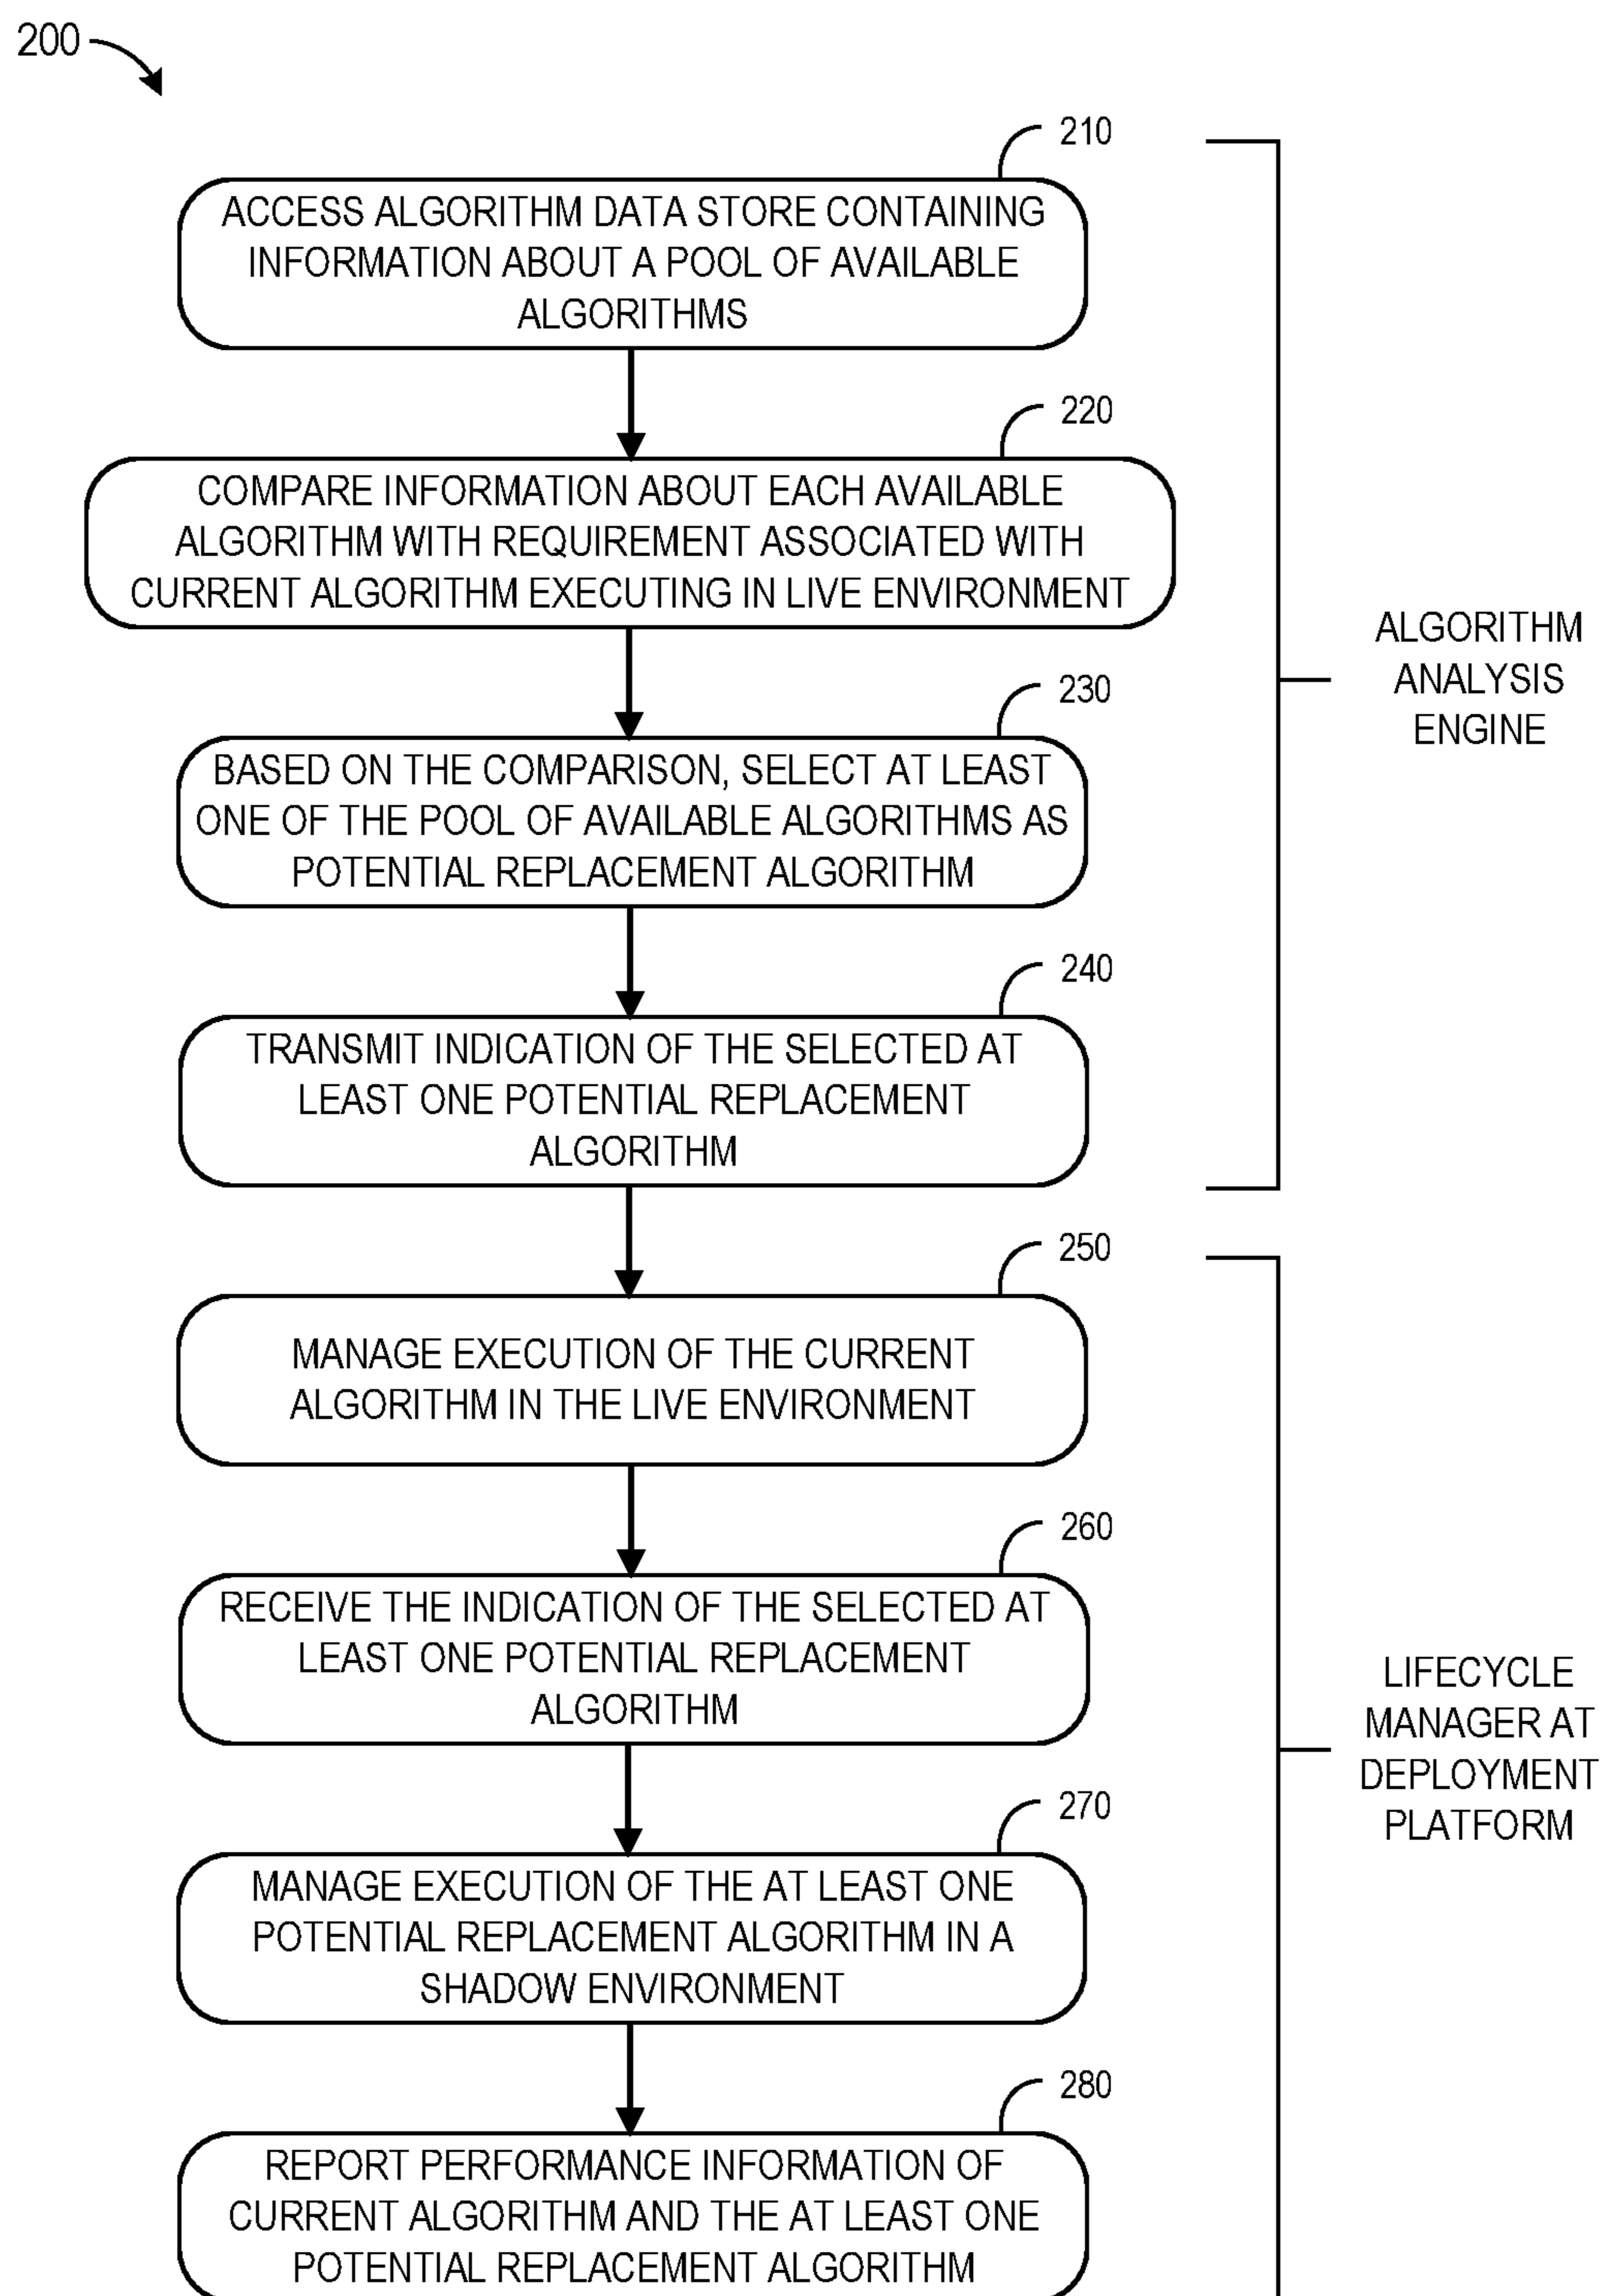 200
210
ACCESS ALGORITHM DATA STORE CONTAINING
INFORMATION ABOUT A POOL OF AVAILABLE
ALGORITHMS
220
COMPARE INFORMATION ABOUT EACH AVAILABLE
ALGORITHM WITH REQUIREMENT ASSOCIATED WITH
CURRENT ALGORITHM EXECUTING IN LIVE ENVIRONMENT
230
BASED ON THE COMPARISON, SELECT AT LEAST
ONE OF THE POOL OF AVAILABLE ALGORITHMS AS
POTENTIAL REPLACEMENT ALGORITHM
240
TRANSMIT INDICATION OF THE SELECTED AT
LEAST ONE POTENTIAL REPLACEMENT
ALGORITHM
ALGORITHM
ANALYSIS
ENGINE
250
MANAGE EXECUTION OF THE CURRENT
ALGORITHM IN THE LIVE ENVIRONMENT
260
RECEIVE THE INDICATION OF THE SELECTED AT
LEAST ONE POTENTIAL REPLACEMENT
ALGORITHM
270
MANAGE EXECUTION OF THE AT LEAST ONE
POTENTIAL REPLACEMENT ALGORITHM IN A
SHADOW ENVIRONMENT
280
REPORT PERFORMANCE INFORMATION OF
CURRENT ALGORITHM AND THE AT LEAST ONE
POTENTIAL REPLACEMENT ALGORITHM
LIFECYCLE
MANAGER AT
DEPLOYMENT
PLATFORM